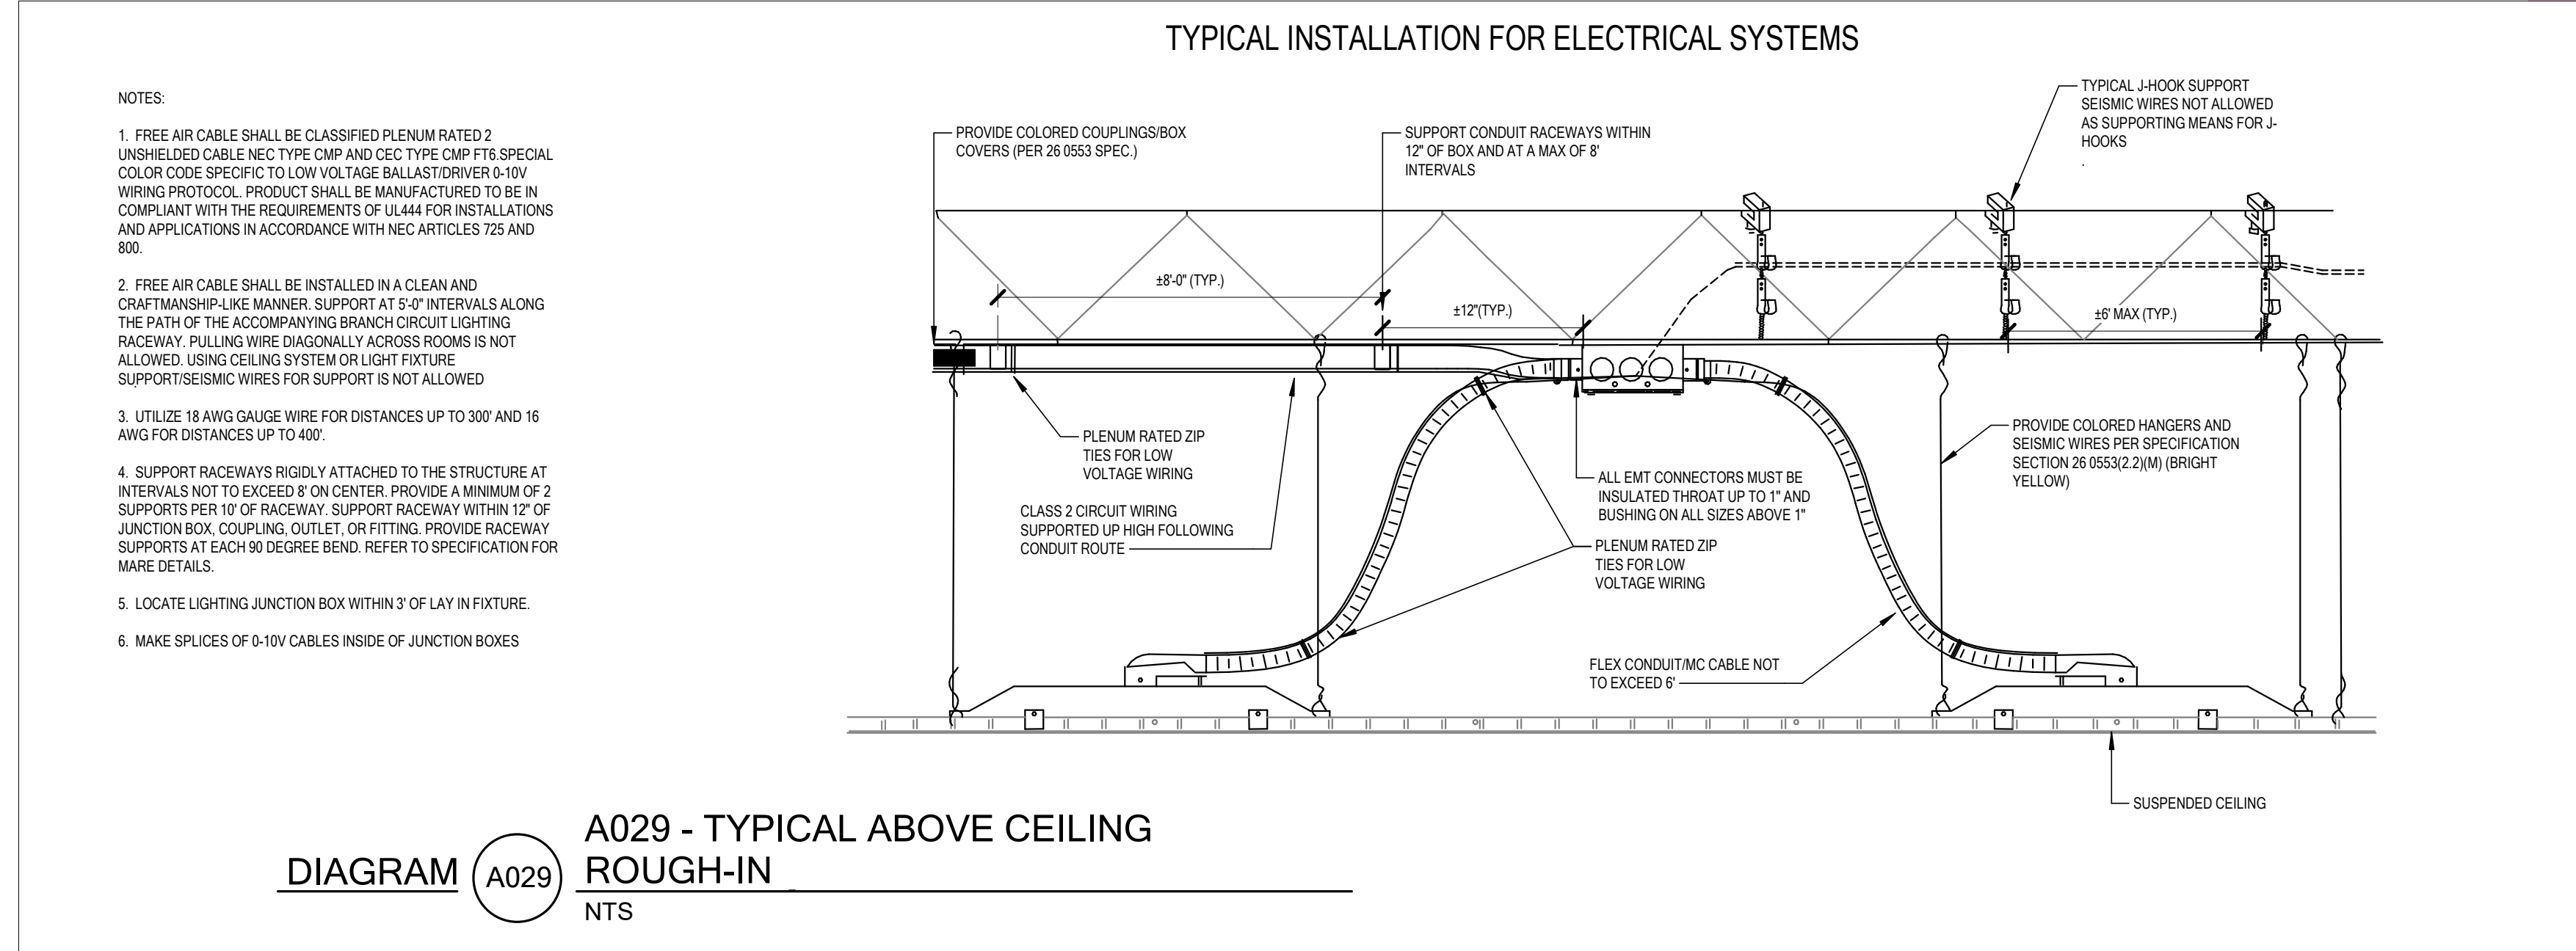 TYPICAL INSTALLATION FOR ELECTRICAL SYSTEMS
NOTES:
1. FREE AIR CABLE SHALL BE CLASSIFIED PLENUM RATED 2
UNSHIELDED CABLE NEC TYPE CMP AND CEC TYPE CMP FT6.SPECIAL
COLOR CODE SPECIFIC TO LOW VOLTAGE BALLAST/DRIVER 0-10V
WIRING PROTOCOL. PRODUCT SHALL BE MANUFACTURED TO BE IN
COMPLIANT WITH THE REQUIREMENTS OF UL444 FOR INSTALLATIONS
AND APPLICATIONS IN ACCORDANCE WITH NEC ARTICLES 725 AND
800.
2. FREE AIR CABLE SHALL BE INSTALLED IN A CLEAN AND
CRAFTMANSHIP-LIKE MANNER. SUPPORT AT 5'-0" INTERVALS ALONG
THE PATH OF THE ACCOMPANYING BRANCH CIRCUIT LIGHTING
RACEWAY. PULLING WIRE DIAGONALLY ACROSS ROOMS IS NOT
ALLOWED. USING CEILING SYSTEM OR LIGHT FIXTURE
SUPPORT/SEISMIC WIRES FOR SUPPORT IS NOT ALLOWED
.
3. UTILIZE 18 AWG GAUGE WIRE FOR DISTANCES UP TO 300' AND 16
AWG FOR DISTANCES UP TO 400'.
4. SUPPORT RACEWAYS RIGIDLY ATTACHED TO THE STRUCTURE AT
INTERVALS NOT TO EXCEED 8' ON CENTER. PROVIDE A MINIMUM OF 2
SUPPORTS PER 10' OF RACEWAY. SUPPORT RACEWAY WITHIN 12" OF
JUNCTION BOX, COUPLING, OUTLET, OR FITTING. PROVIDE RACEWAY
SUPPORTS AT EACH 90 DEGREE BEND. REFER TO SPECIFICATION FOR
MARE DETAILS.
5. LOCATE LIGHTING JUNCTION BOX WITHIN 3' OF LAY IN FIXTURE.
6. MAKE SPLICES OF 0-10V CABLES INSIDE OF JUNCTION BOXES
PROVIDE COLORED COUPLINGS/BOX
COVERS (PER 26 0553 SPEC.)
SUPPORT CONDUIT RACEWAYS WITHIN
12" OF BOX AND AT A MAX OF 8'
INTERVALS
TYPICAL J-HOOK SUPPORT
SEISMIC WIRES NOT ALLOWED
AS SUPPORTING MEANS FOR J-
HOOKS
.
±8'-0" (TYP.)
±12"(TYP.)
±6' MAX (TYP.)
PLENUM RATED ZIP
TIES FOR LOW
VOLTAGE WIRING
CLASS 2 CIRCUIT WIRING
SUPPORTED UP HIGH FOLLOWING
CONDUIT ROUTE
ALL EMT CONNECTORS MUST BE
INSULATED THROAT UP TO 1" AND
BUSHING ON ALL SIZES ABOVE 1"
PLENUM RATED ZIP
TIES FOR LOW
VOLTAGE WIRING
PROVIDE COLORED HANGERS AND
SEISMIC WIRES PER SPECIFICATION
SECTION 26 0553(2.2)(M) (BRIGHT
YELLOW)
FLEX CONDUIT/MC CABLE NOT
TO EXCEED 6'
SUSPENDED CEILING
DIAGRAM
A029
A029 - TYPICAL ABOVE CEILING
ROUGH-IN
NTS